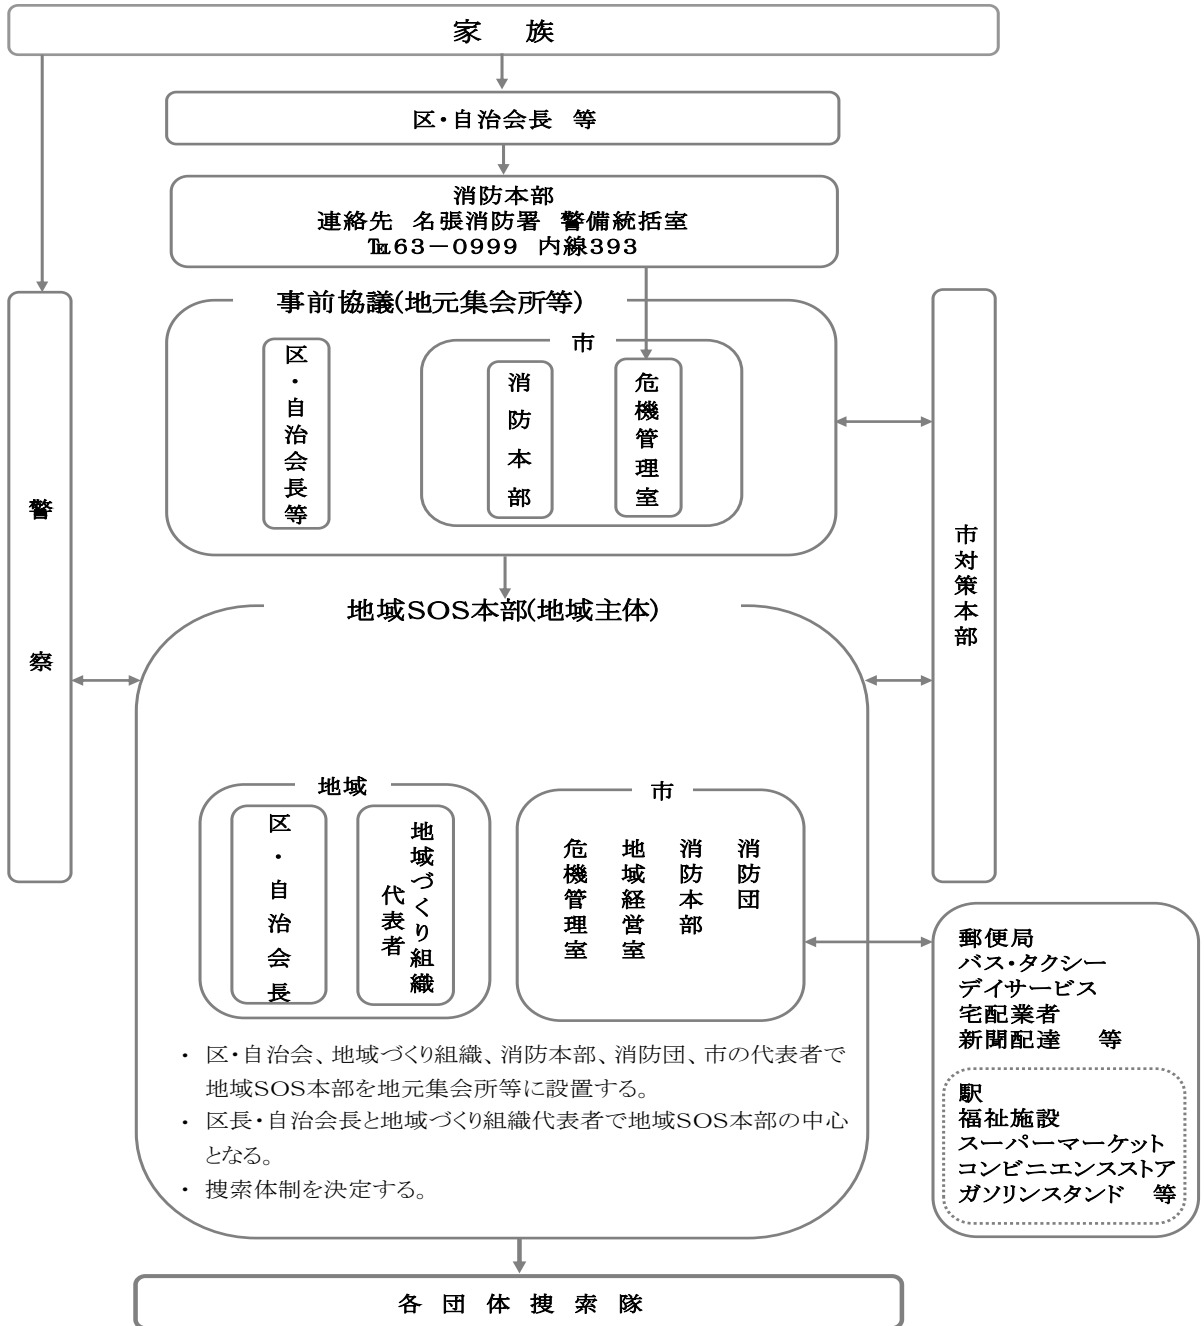 家　族
区・自治会長　等
消防本部
連絡先　名張消防署　警備統括室
℡63－0999　内線393
事前協議(地元集会所等)
市
区・自治会長等
消防本部
危機管理室
警察
市対策本部
地域SOS本部(地域主体)
地域
区・自治会長
地域づくり組織
代表者
市
危機管理室
地域経営室
消防本部
消防団
郵便局
バス・タクシー
デイサービス
宅配業者
新聞配達　等
駅
福祉施設
スーパーマーケット
コンビニエンスストア
ガソリンスタンド　等
・ 区・自治会、地域づくり組織、消防本部、消防団、市の代表者で
地域SOS本部を地元集会所等に設置する。
・ 区長・自治会長と地域づくり組織代表者で地域SOS本部の中心
となる。
・ 捜索体制を決定する。
各団体捜索隊